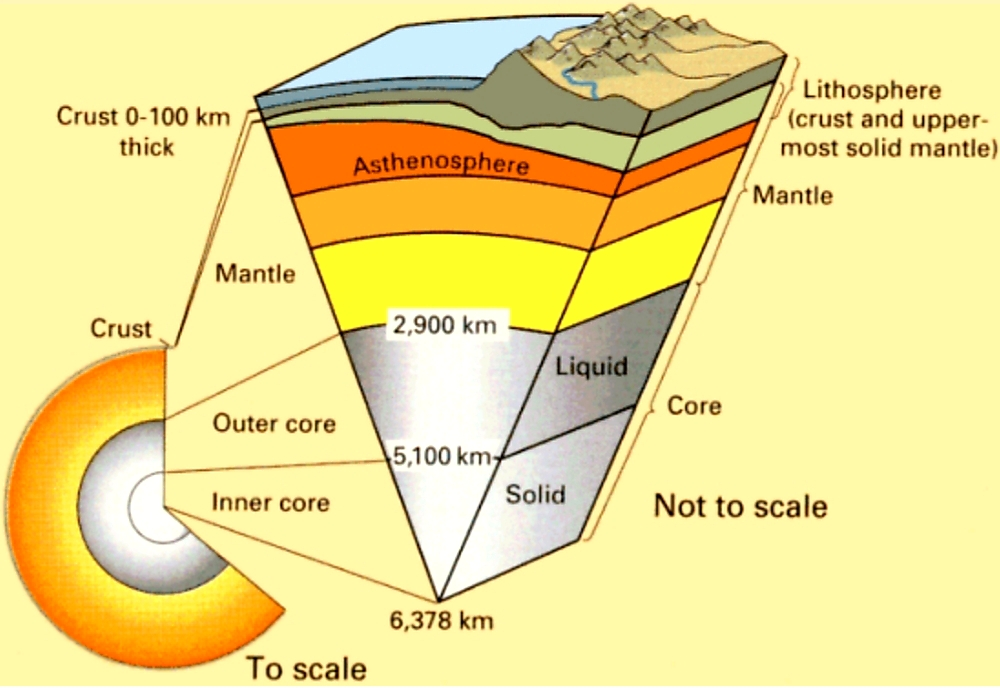 Crust 0-100 km
thick
Lithosphere
(crust and upper-
most solid mantle)
Asthenosphere
Mantle
Mantle
Crust
2,900 km
Liquid
Outer core
Core
5,100 km
Inner core
Solid
Not to scale
6,378 km
To scale